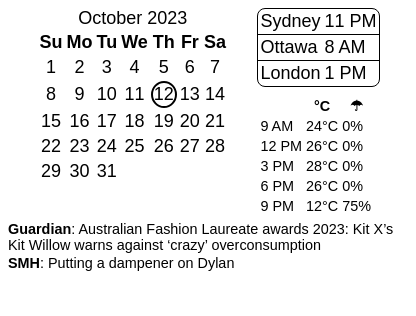 October 2023
Su Mo Tu We Th Fr Sa
1 2 3 4 5 6 7
8 9 10 11 12 13 14
15 16 17 18 19 20 21
22 23 24 25 26 27 28
29 30 31
Sydney 11 PM
Ottawa 8 AM
London 1 PM
°C ☂
9 AM 24°C 0%
12 PM 26°C 0%
3 PM 28°C 0%
6 PM 26°C 0%
9 PM 12°C 75%
Guardian: Australian Fashion Laureate awards 2023: Kit X’s
Kit Willow warns against ‘crazy’ overconsumption
SMH: Putting a dampener on Dylan